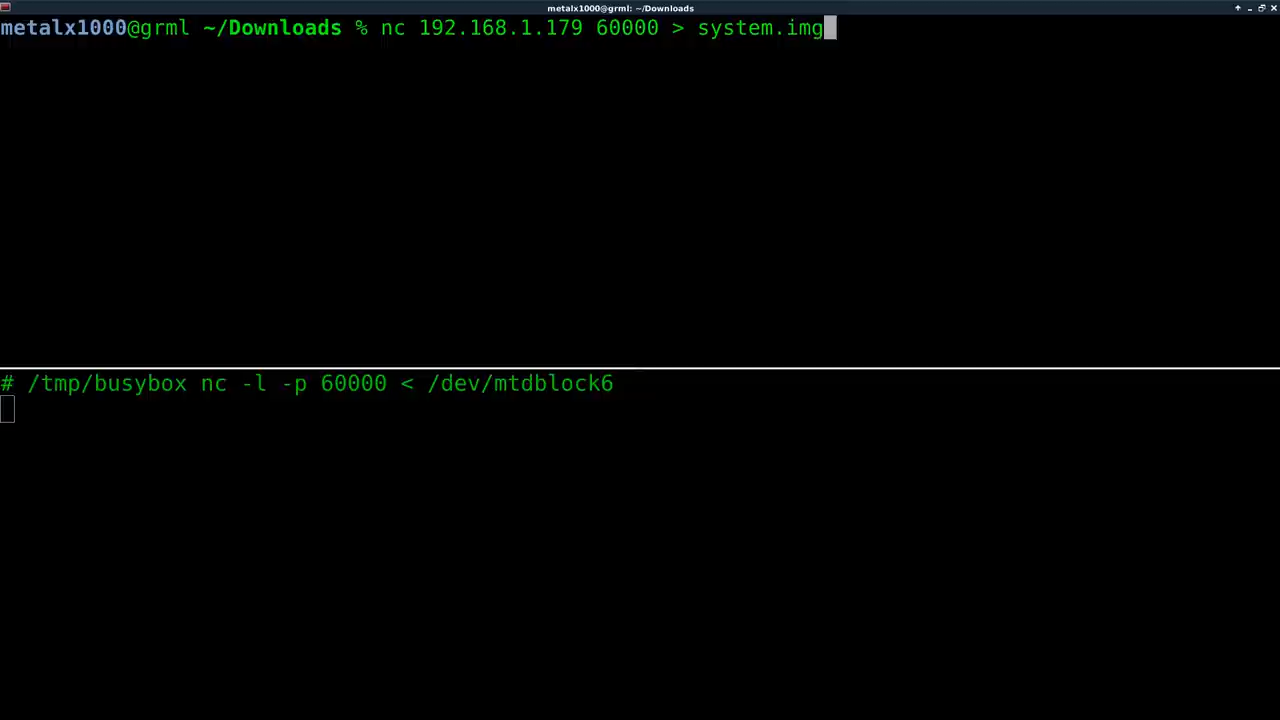 metalx1000@grml: ~/Downloads
metalx1000@grml ~/Downloads % nc 192.168.1.179 60000 > system.img
# /tmp/busybox nc -l -p 60000 < /dev/mtdblock6